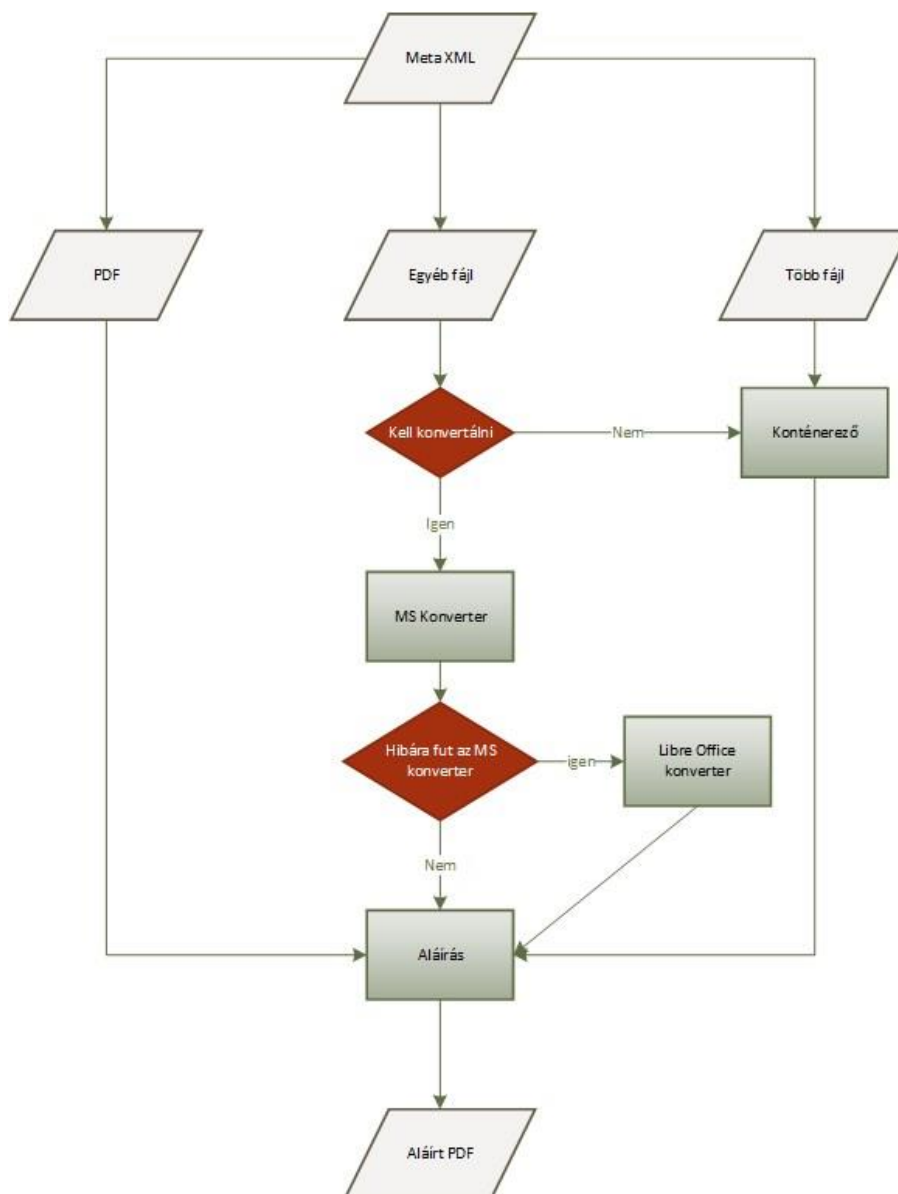 Meta XML
PDF
Egyéb fájl
Több fájl
Kell konvertálni
Nem
Konténerező
Igen
MS Konverter
Hibára fut az MS
konverter
igen
Libre Office
konverter
Nem
Aláírás
Aláírt PDF